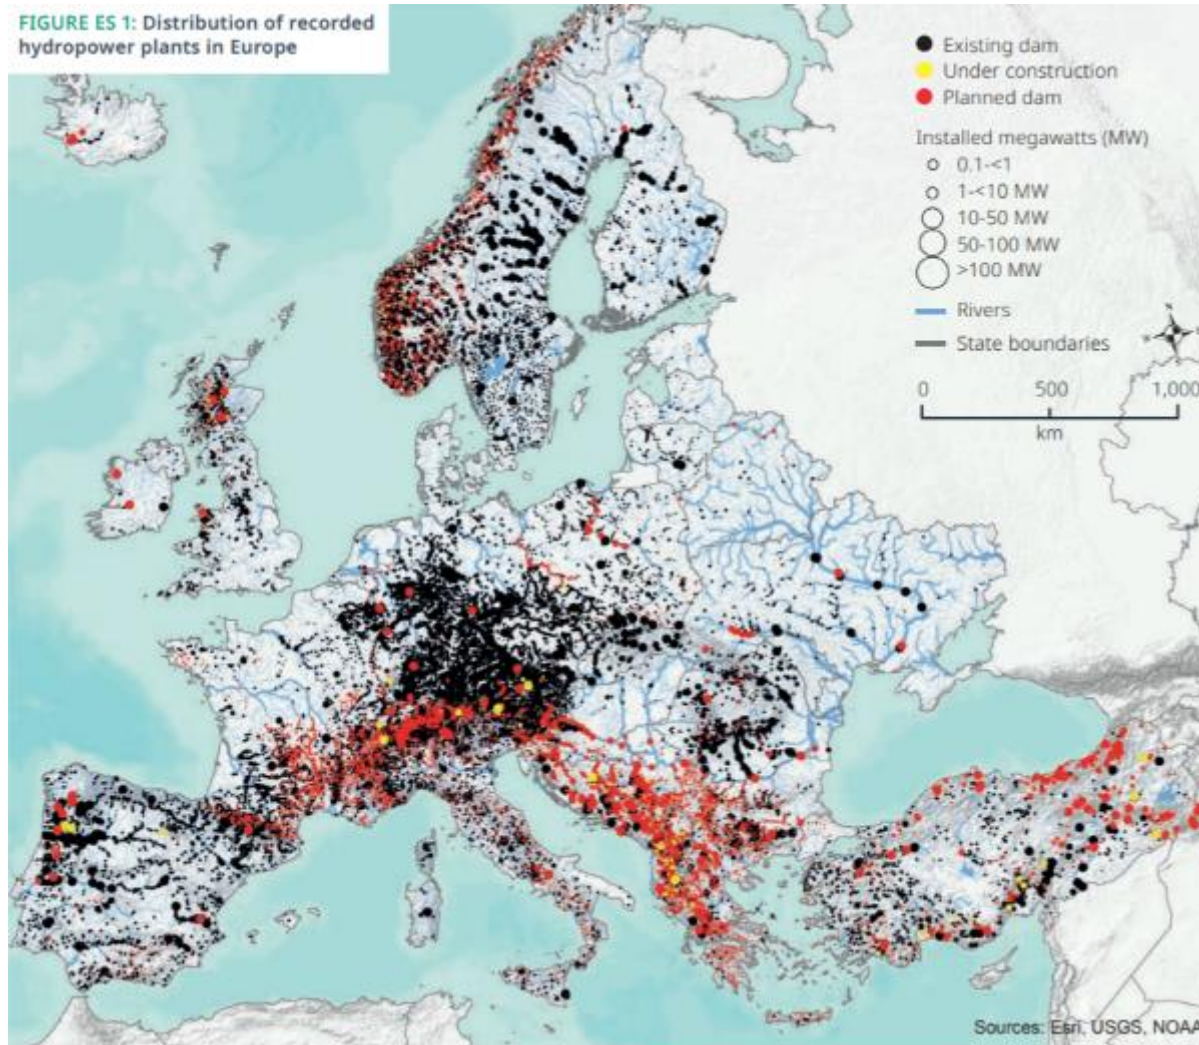 FIGURE ES 1: Distribution of recorded
hydropower plants in Europe
Existing dam
Under construction
Planned dam
Installed megawatts (MW)
0.1-<1
1-<10 MW
10-50 MW
50-100 MW
>100 MW
Rivers
State boundaries
N
0 500 1,000
km
Sources: Esri, USGS, NOAA